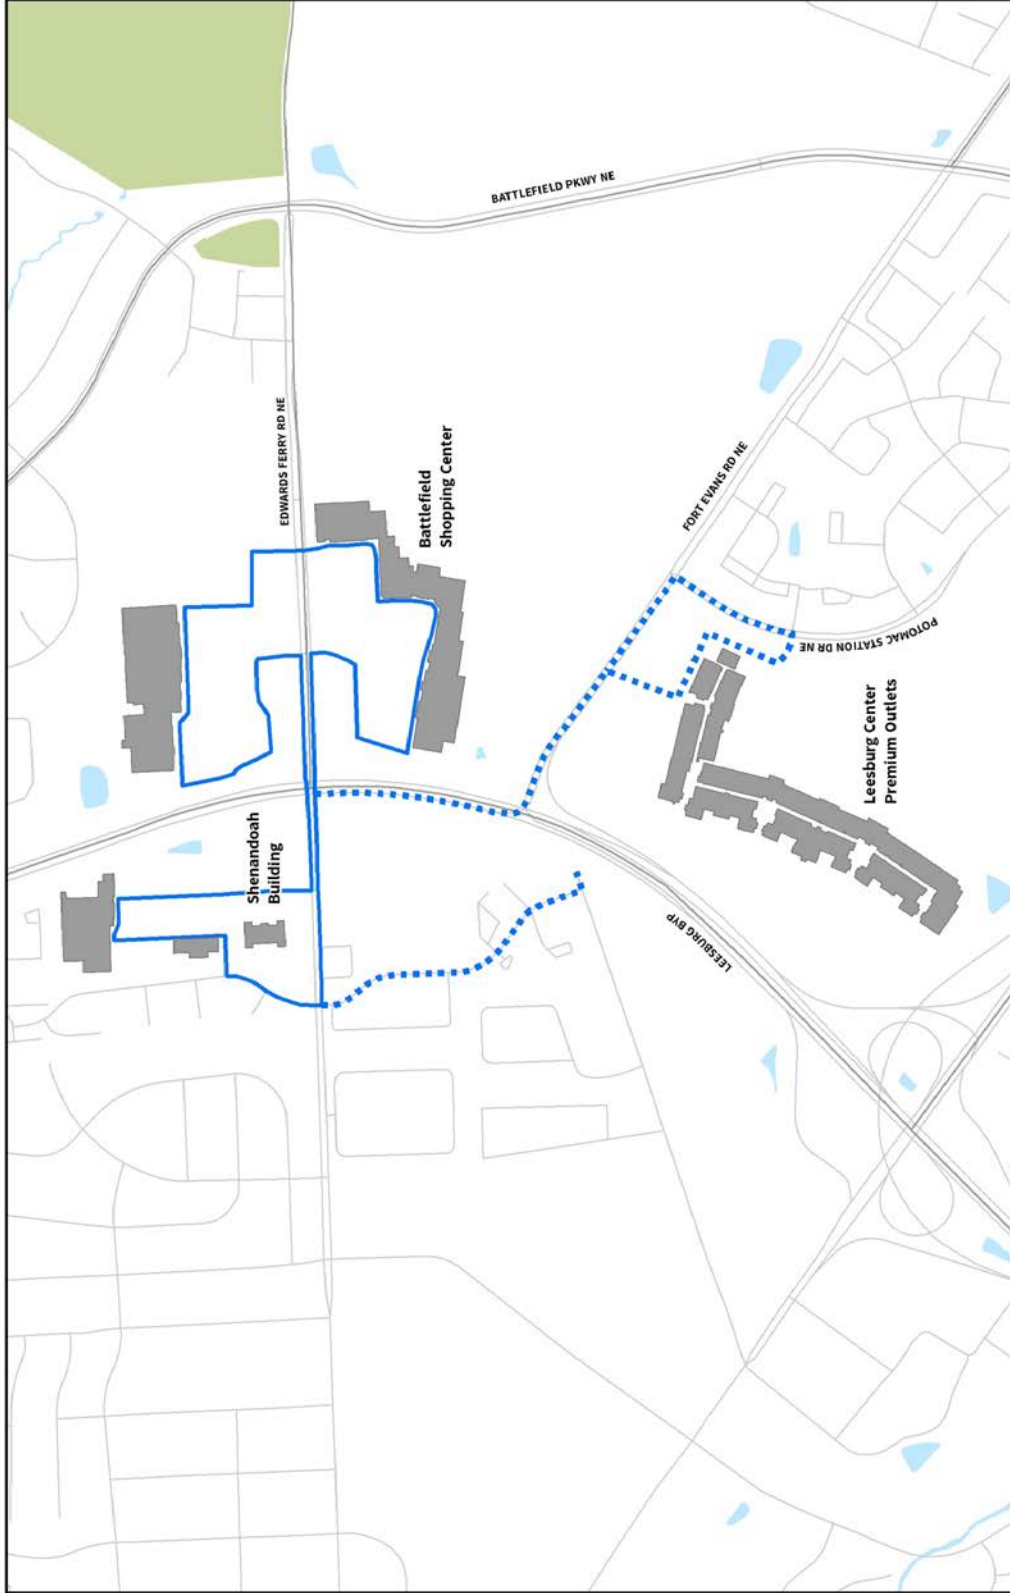 BATTLEFIELD PKWY NE
EDWARDS FERRY RD NE
Battlefield
Shopping Center
FORT EVANS RD NE
POTOMAC STATION DR NE
Leesburg Center
Premium Outlets
Shenandoah
Building
LEESBURG BYP